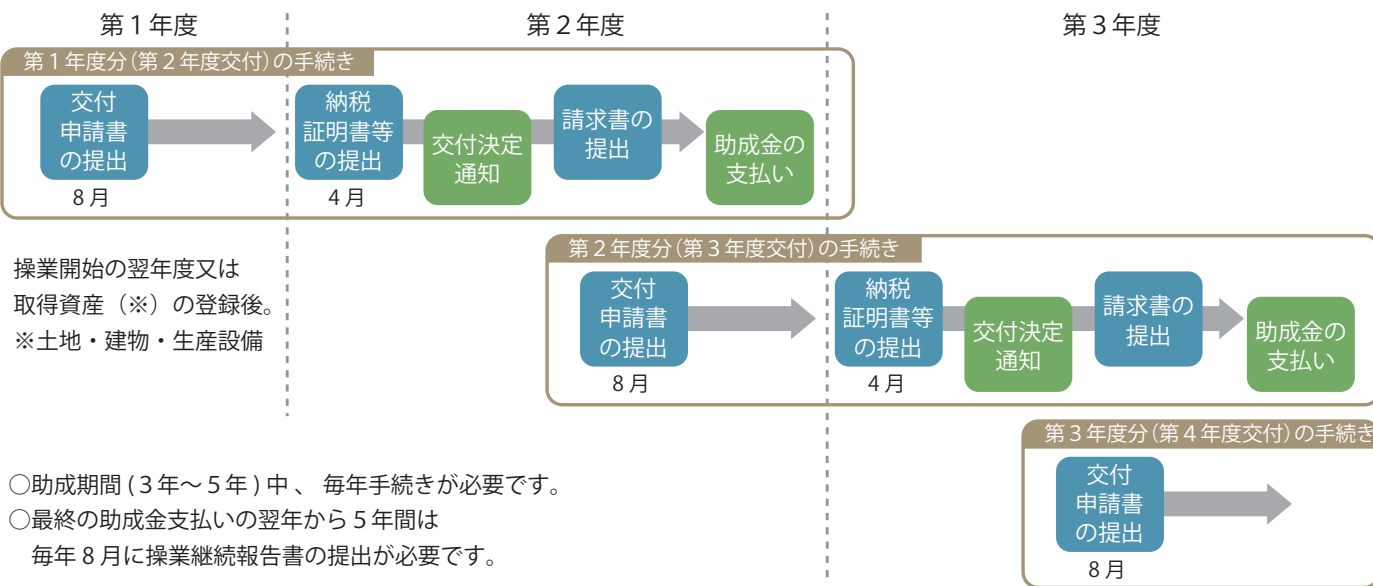 第１年度
第２年度
第３年度
第１年度分（第２年度交付）の手続き
交付
申請書
の提出
8 月
納税
証明書等
の提出
4 月
交付決定
通知
請求書の
提出
助成金の
支払い
操業開始の翌年度又は
取得資産（※）の登録後。
※土地・建物・生産設備
第２年度分（第３年度交付）の手続き
交付
申請書
の提出
8 月
納税
証明書等
の提出
4 月
交付決定
通知
請求書の
提出
助成金の
支払い
第３年度分（第４年度交付）の手続き
交付
申請書
の提出
8 月
○助成期間 ( 3 年～ 5 年 ) 中 、 毎年手続きが必要です。
○最終の助成金支払いの翌年から 5 年間は
毎年 8 月に操業継続報告書の提出が必要です。